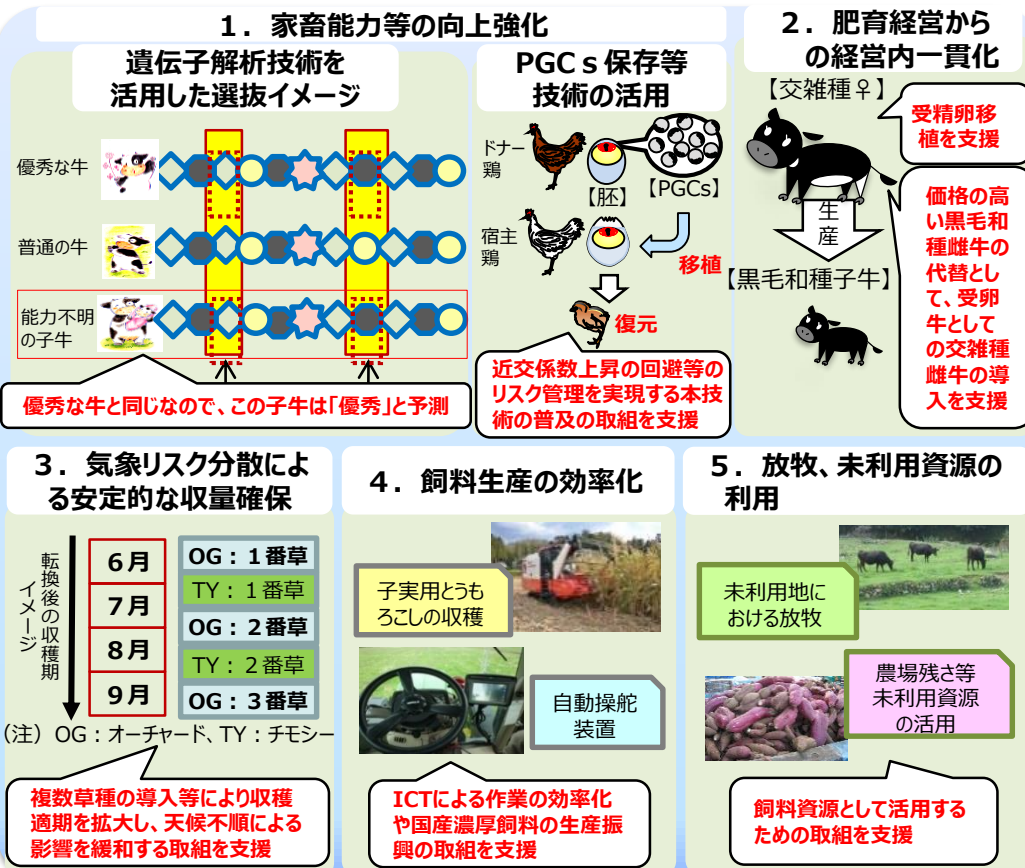 １．家畜能力等の向上強化
遺伝子解析技術を
活用した選抜イメージ
優秀な牛
普通の牛
能力不明
の子牛
優秀な牛と同じなので、この子牛は「優秀」と予測
PGCｓ保存等
技術の活用
ドナー
鶏
【胚】
【PGCs】
宿主
鶏
移植
復元
近交係数上昇の回避等の
リスク管理を実現する本技
術の普及の取組を支援
２．肥育経営から
の経営内一貫化
【交雑種♀】
受精卵移
植を支援
生
産
【黒毛和種子牛】
価格の高
い黒毛和
種雌牛の
代替とし
て、受卵
牛として
の交雑種
雌牛の導
入を支援
３．気象リスク分散によ
る安定的な収量確保
転換後の収穫期
イメージ
６月
７月
８月
９月
OG：１番草
TY：１番草
OG：２番草
TY：２番草
OG：３番草
（注）OG：オーチャード、TY：チモシー
複数草種の導入等により収穫
適期を拡大し、天候不順による
影響を緩和する取組を支援
４．飼料生産の効率化
子実用とうも
ろこしの収穫
自動操舵
装置
ICTによる作業の効率化
や国産濃厚飼料の生産振
興の取組を支援
５．放牧、未利用資源の
利用
未利用地に
おける放牧
農場残さ等
未利用資源
の活用
飼料資源として活用する
ための取組を支援